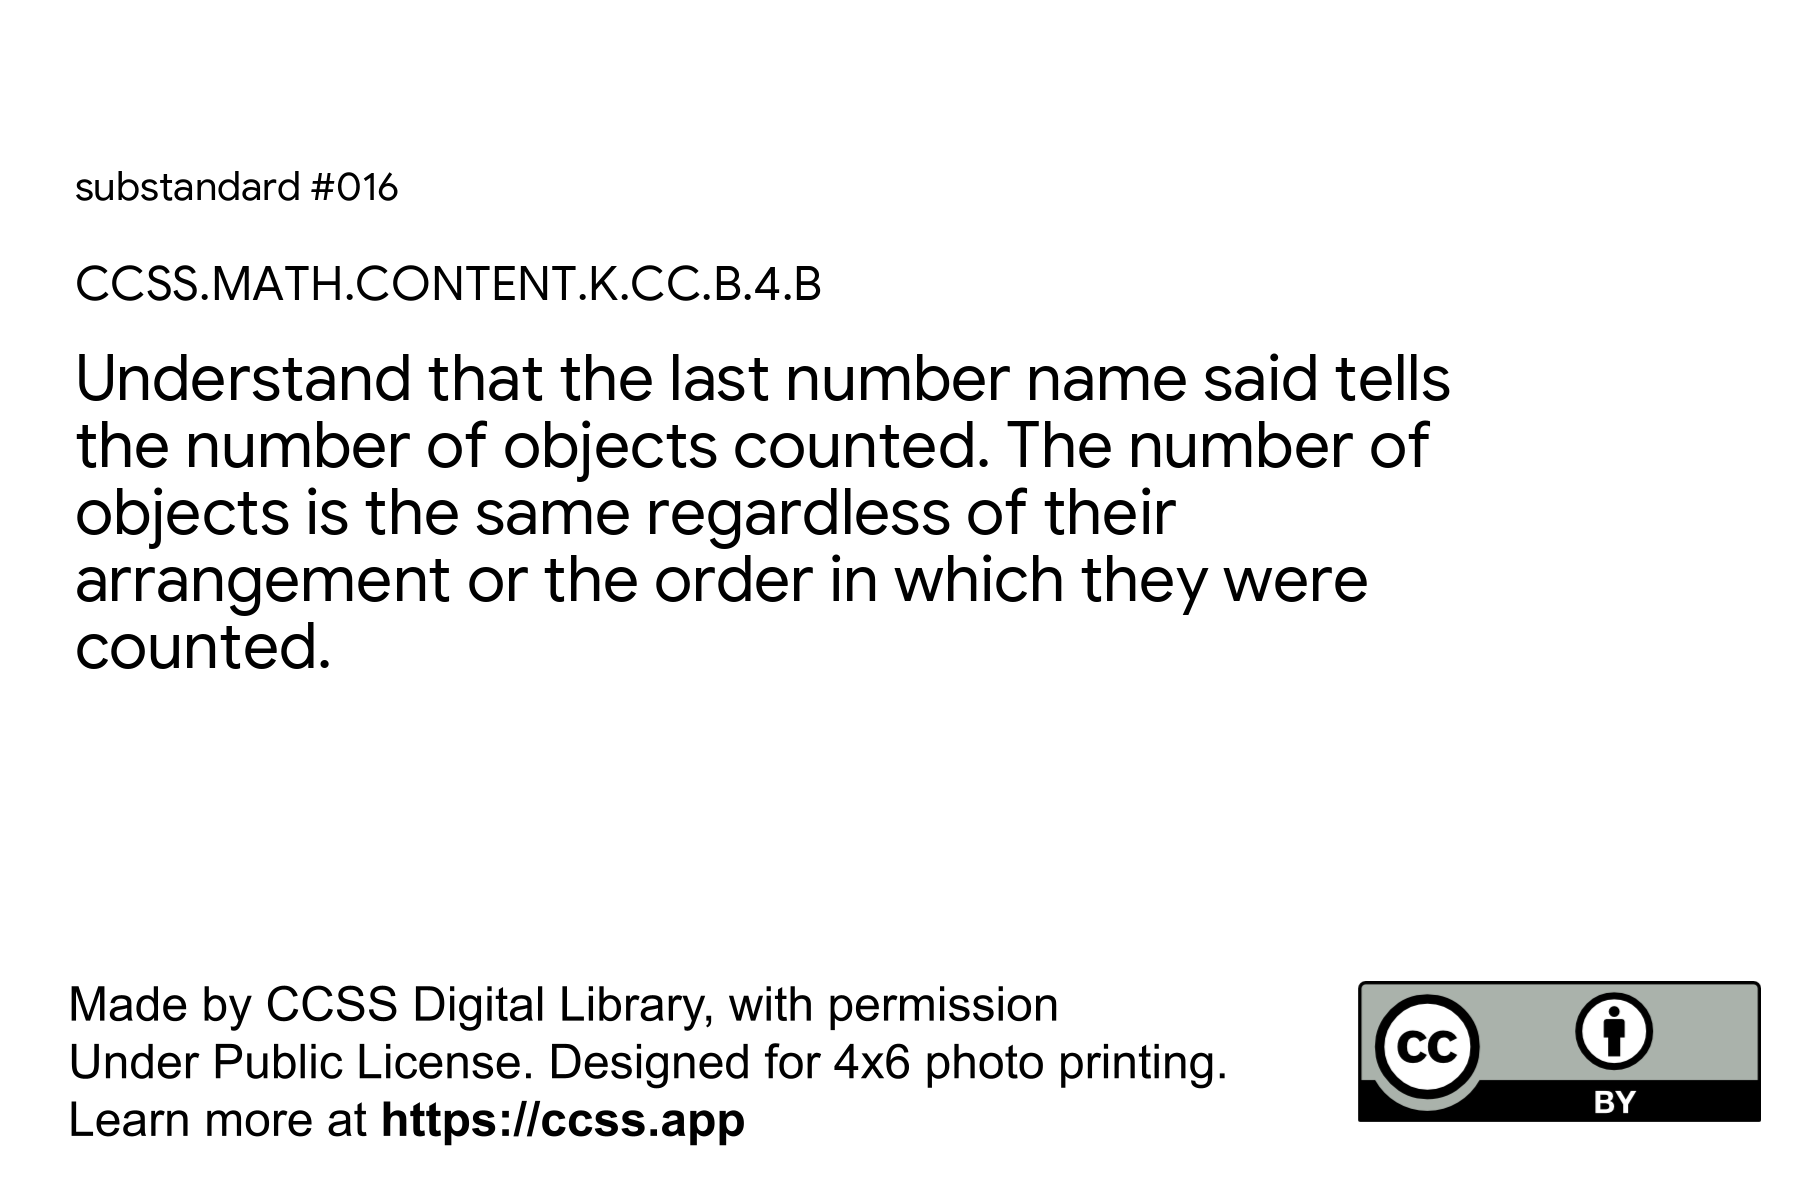 substandard #016
CCSS.MATH.CONTENT.K.CC.B.4.B
Understand that the last number name said tells
the number of objects counted. The number of
objects is the same regardless of their
arrangement or the order in which they were
counted.
Made by CCSS Digital Library, with permission
Under Public License. Designed for 4x6 photo printing.
Learn more at https://ccss.app
cc
BY